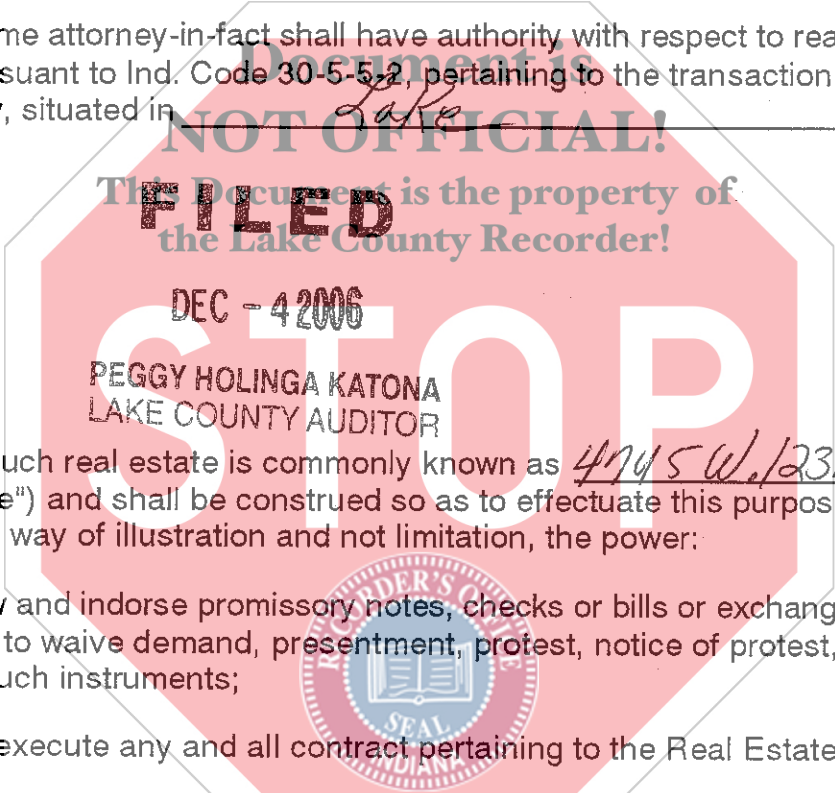 me attorney-in-fact shall have authority with respect to rea
suant to Ind. Code 30-5-5-2, pertaining to the transaction
, situated in Lake
Document is
NOT OFFICIAL!
This Document is the property of
the Lake County Recorder!
FILED
DEC - 4 2006
PEGGY HOLINGA KATONA
LAKE COUNTY AUDITOR
STOP
uch real estate is commonly known as 4745 W. 123
e") and shall be construed so as to effectuate this purpos
way of illustration and not limitation, the power:
and indorse promissory notes, checks or bills or exchang
to waive demand, presentment, protest, notice of protest,
uch instruments;
RECORDER'S OFFICE
SEAL
INDIANA
execute any and all contract pertaining to the Real Estate